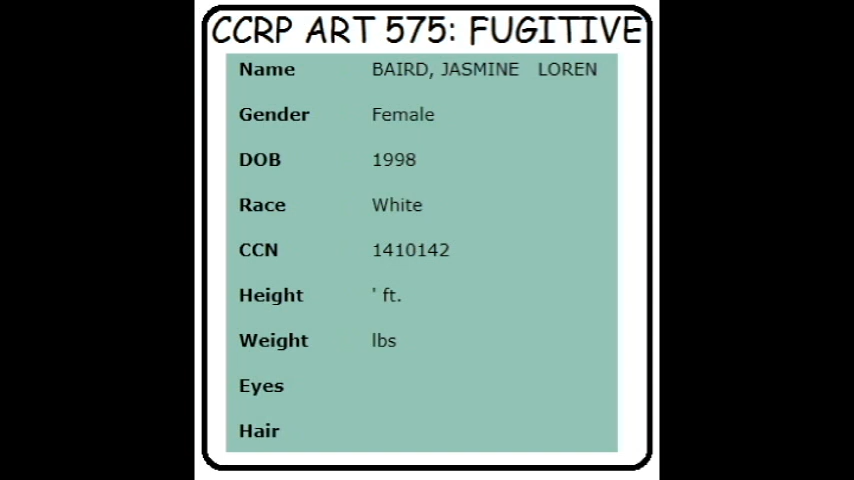 CCRP ART 575: FUGITIVE
Name BAIRD, JASMINE LOREN
Gender Female
DOB 1998
Race White
CCN 1410142
Height ' ft.
Weight lbs
Eyes
Hair